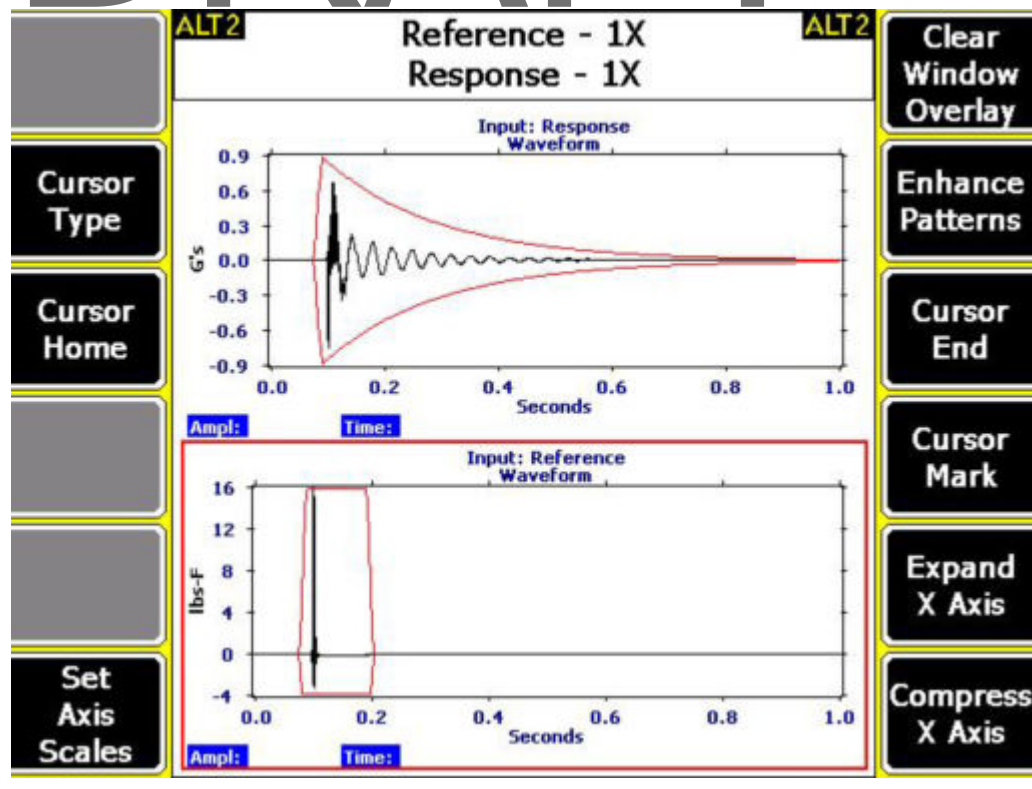 ALT2
Reference - 1X
Response - 1X
ALT2
Clear
Window
Overlay
Cursor
Type
Enhance
Patterns
Cursor
Home
Cursor
End
Cursor
Mark
Expand
X Axis
Set
Axis
Scales
Compress
X Axis
Input: Response
Waveform
G's
0.9
0.6
0.3
0.0
-0.3
-0.6
-0.9
0.0 0.2 0.4 0.6 0.8 1.0
Seconds
Ampl: Time:
Input: Reference
Waveform
lbs-F
16
12
8
4
0
-4
0.0 0.2 0.4 0.6 0.8 1.0
Seconds
Ampl: Time: